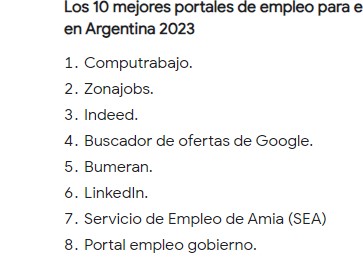 Los 10 mejores portales de empleo para e
en Argentina 2023
1. Computrabajo.
2. Zonajobs.
3. Indeed.
4. Buscador de ofertas de Google.
5. Bumeran.
6. LinkedIn.
7. Servicio de Empleo de Amia (SEA)
8. Portal empleo gobierno.